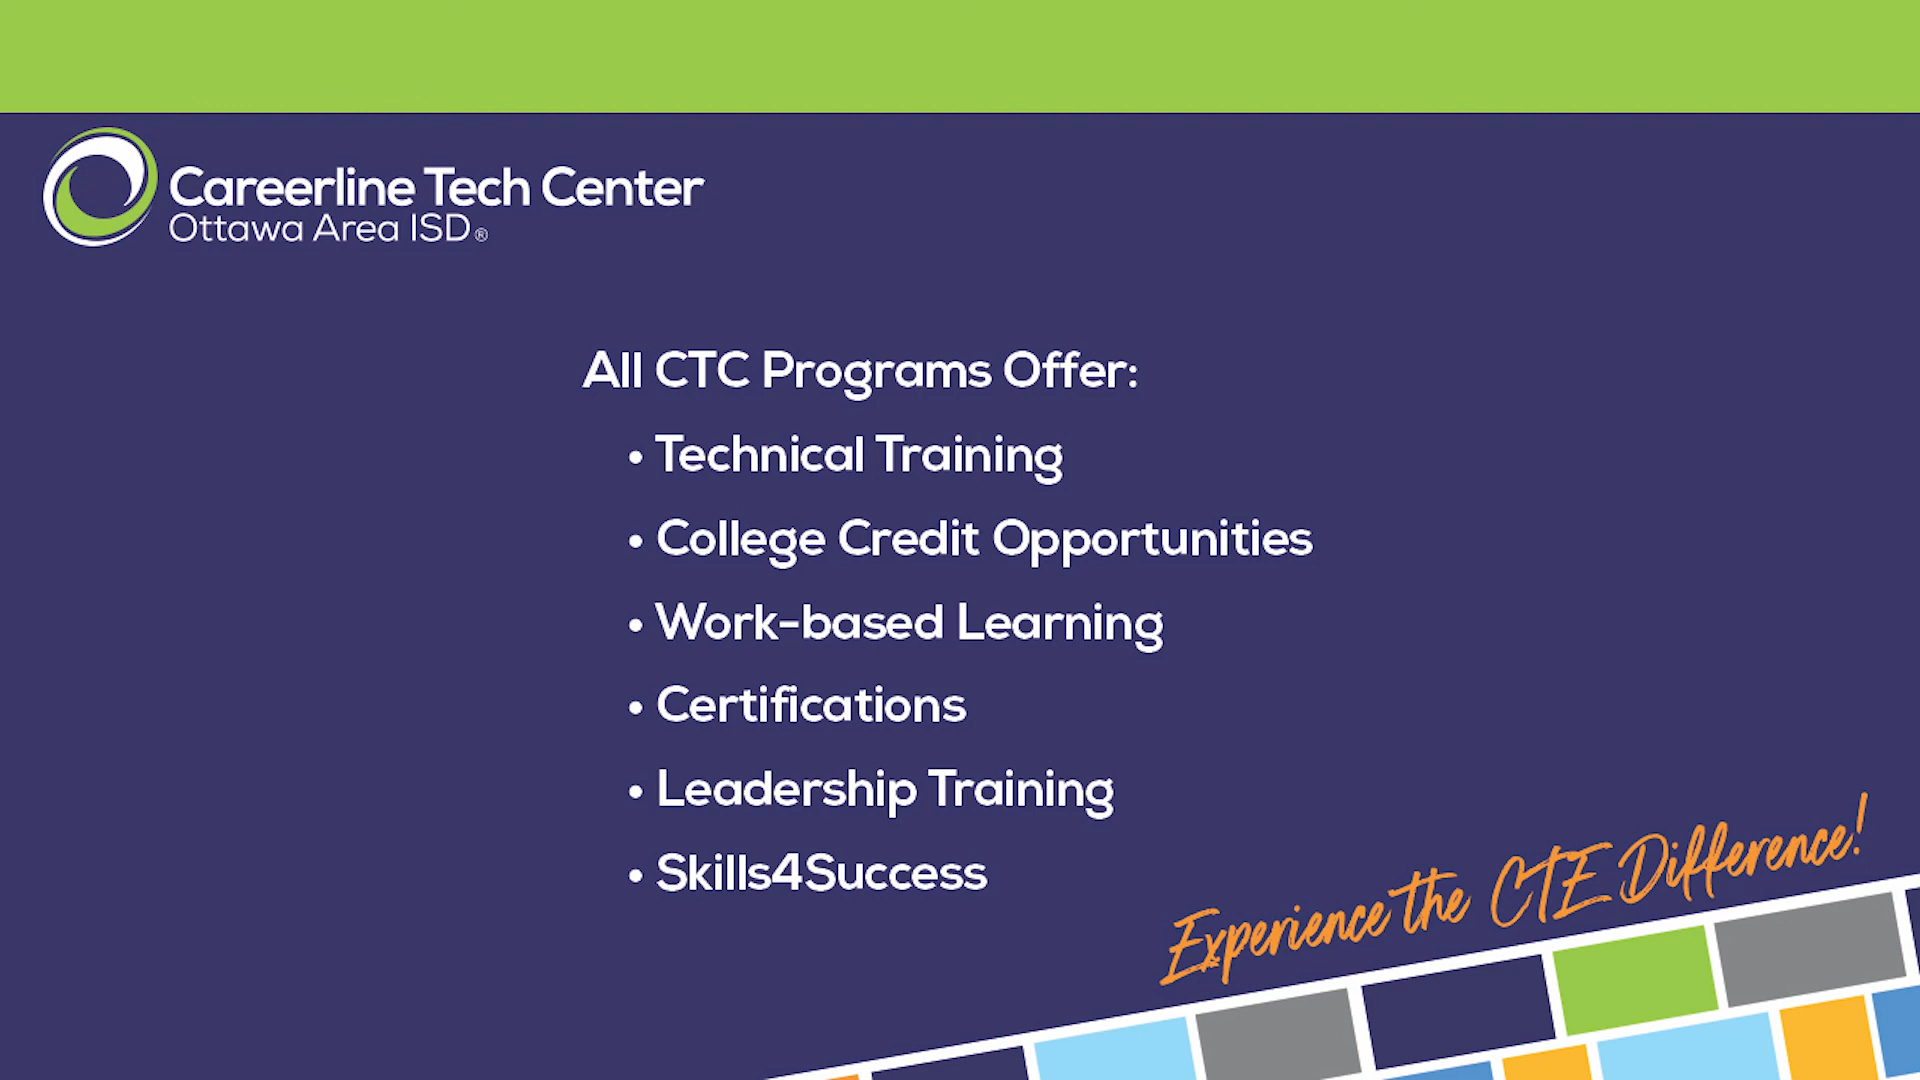 Careerline Tech Center
Ottawa Area ISD®
All CTC Programs Offer:
• Technical Training
• College Credit Opportunities
• Work-based Learning
• Certifications
• Leadership Training
• Skills4Success
Experience the CTE Difference!